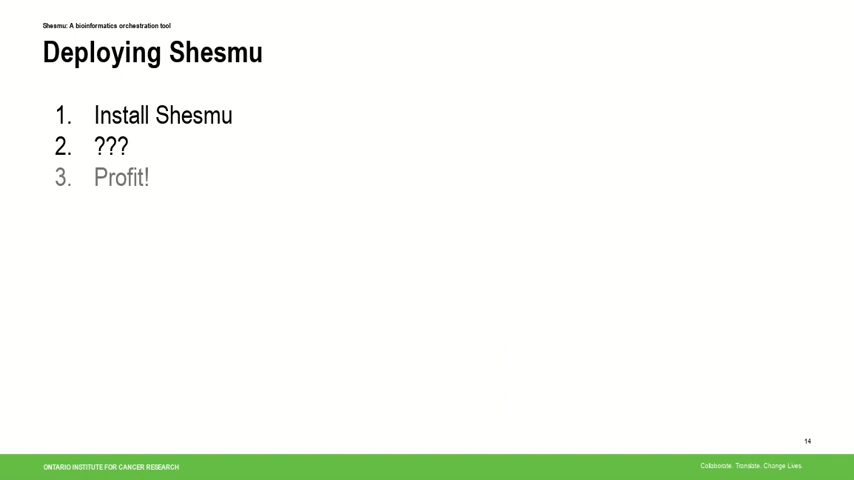 Shesmu: A bioinformatics orchestration tool
Deploying Shesmu
1. Install Shesmu
2. ???
3. Profit!
14
ONTARIO INSTITUTE FOR CANCER RESEARCH
Collaborate. Translate. Change Lives.